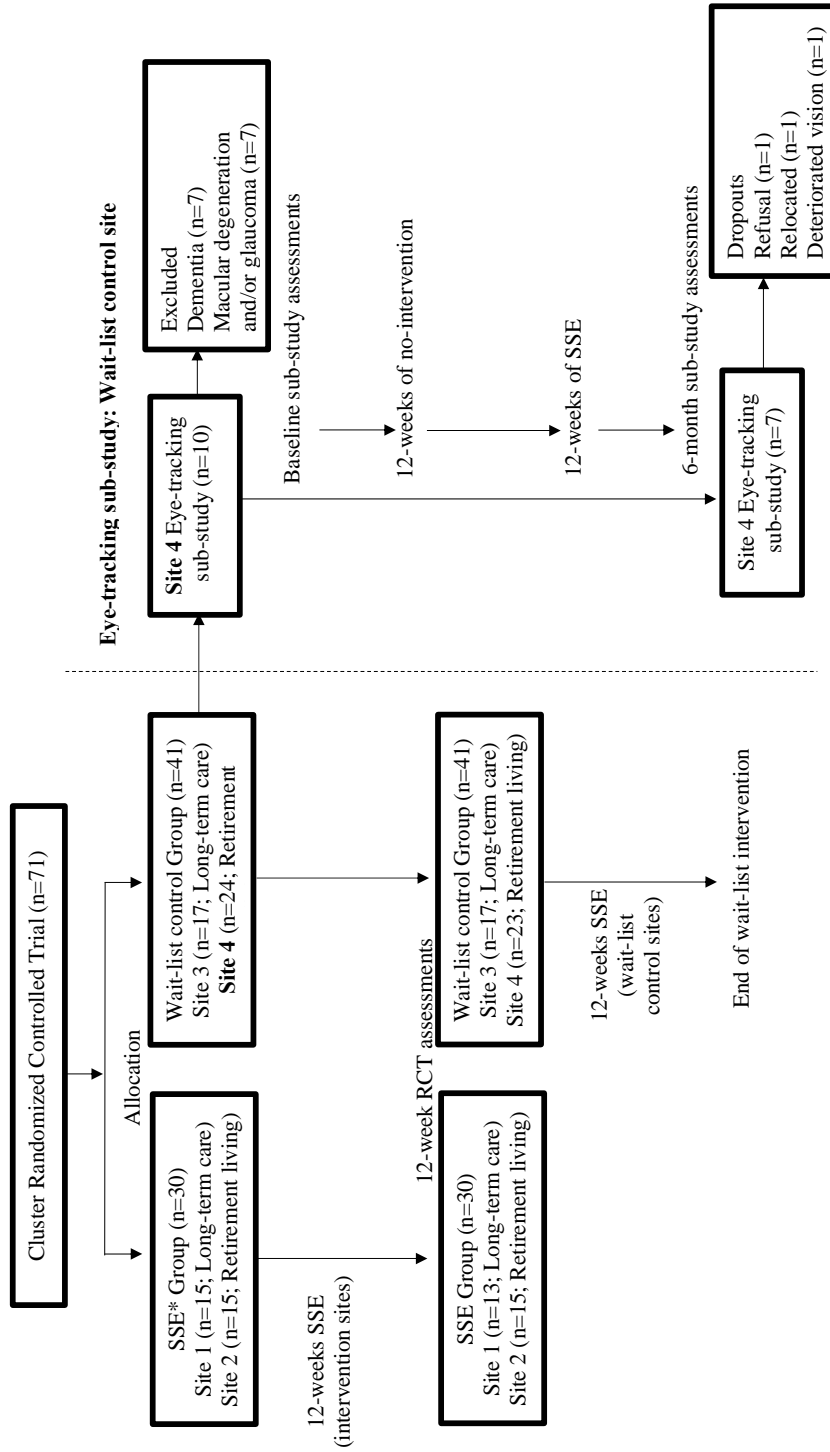 Cluster Randomized Controlled Trial (n=71)
Allocation
SSE* Group (n=30)
Site 1 (n=15; Long-term care)
Site 2 (n=15; Retirement living)
Wait-list control Group (n=41)
Site 3 (n=17; Long-term care)
Site 4 (n=24; Retirement
12-weeks SSE
(intervention sites)
12-week RCT assessments
SSE Group (n=30)
Site 1 (n=13; Long-term care)
Site 2 (n=15; Retirement living)
Wait-list control Group (n=41)
Site 3 (n=17; Long-term care)
Site 4 (n=23; Retirement living)
12-weeks SSE
(wait-list
control sites)
End of wait-list intervention
Eye-tracking sub-study: Wait-list control site
Site 4 Eye-tracking
sub-study (n=10)
Excluded
Dementia (n=7)
Macular degeneration
and/or glaucoma (n=7)
Baseline sub-study assessments
12-weeks of no-intervention
12-weeks of SSE
6-month sub-study assessments
Site 4 Eye-tracking
sub-study (n=7)
Dropouts
Refusal (n=1)
Relocated (n=1)
Deteriorated vision (n=1)